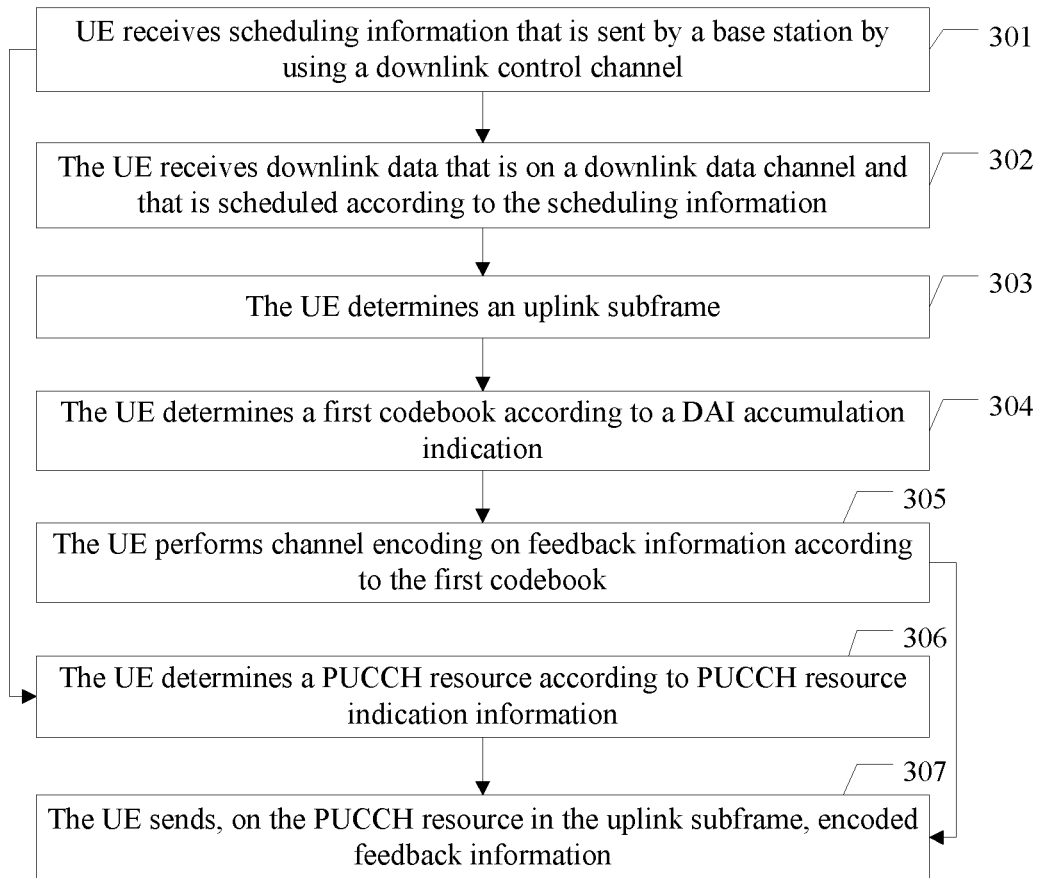 UE receives scheduling information that is sent by a base station by
using a downlink control channel
301
The UE receives downlink data that is on a downlink data channel and
that is scheduled according to the scheduling information
302
The UE determines an uplink subframe
303
The UE determines a first codebook according to a DAI accumulation
indication
304
305
The UE performs channel encoding on feedback information according
to the first codebook
306
The UE determines a PUCCH resource according to PUCCH resource
indication information
307
The UE sends, on the PUCCH resource in the uplink subframe, encoded
feedback information